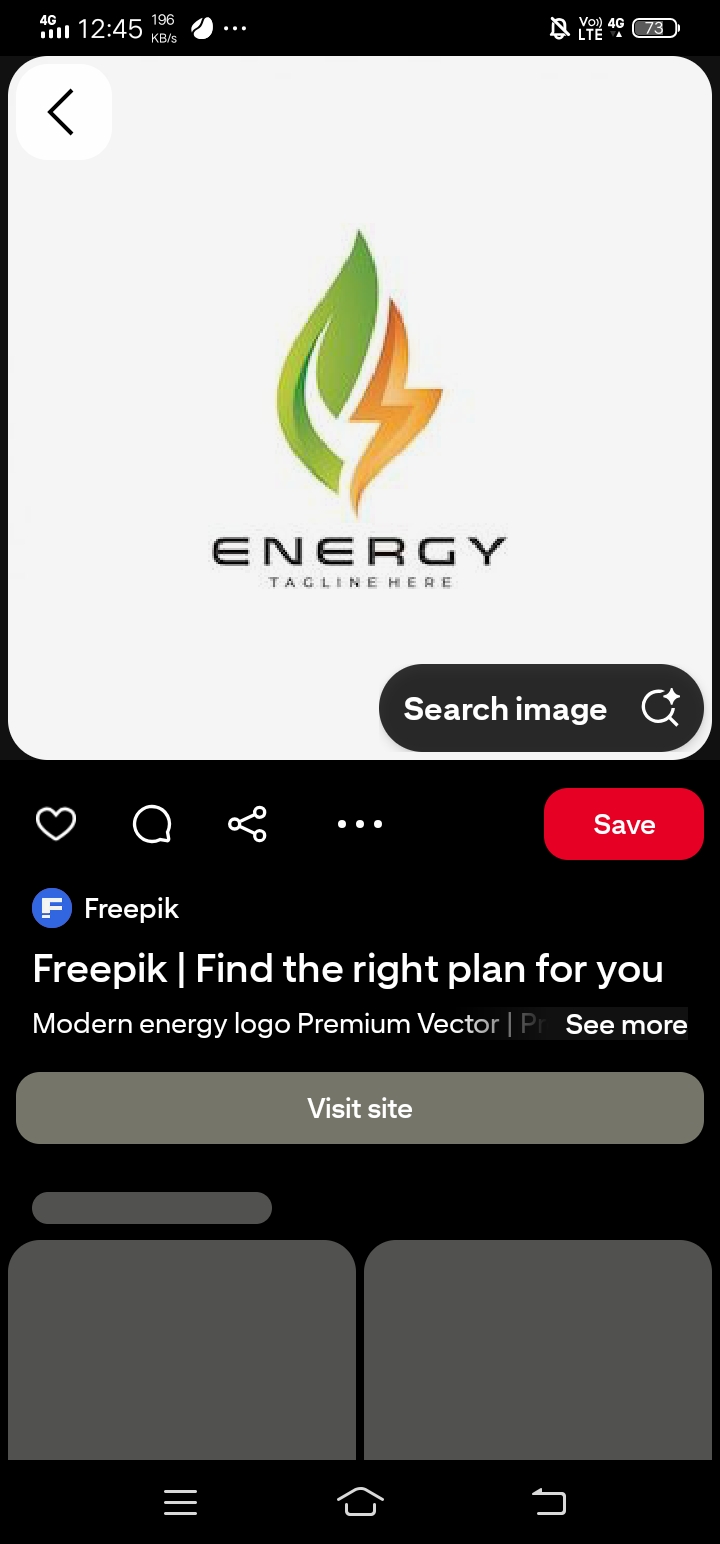 4G 12:45 196 KB/s ... Vo)) LTE 4G 73
ENERGY
TAGLINE HERE
Search image
Save
Freepik
Freepik | Find the right plan for you
Modern energy logo Premium Vector | Pr See more
Visit site